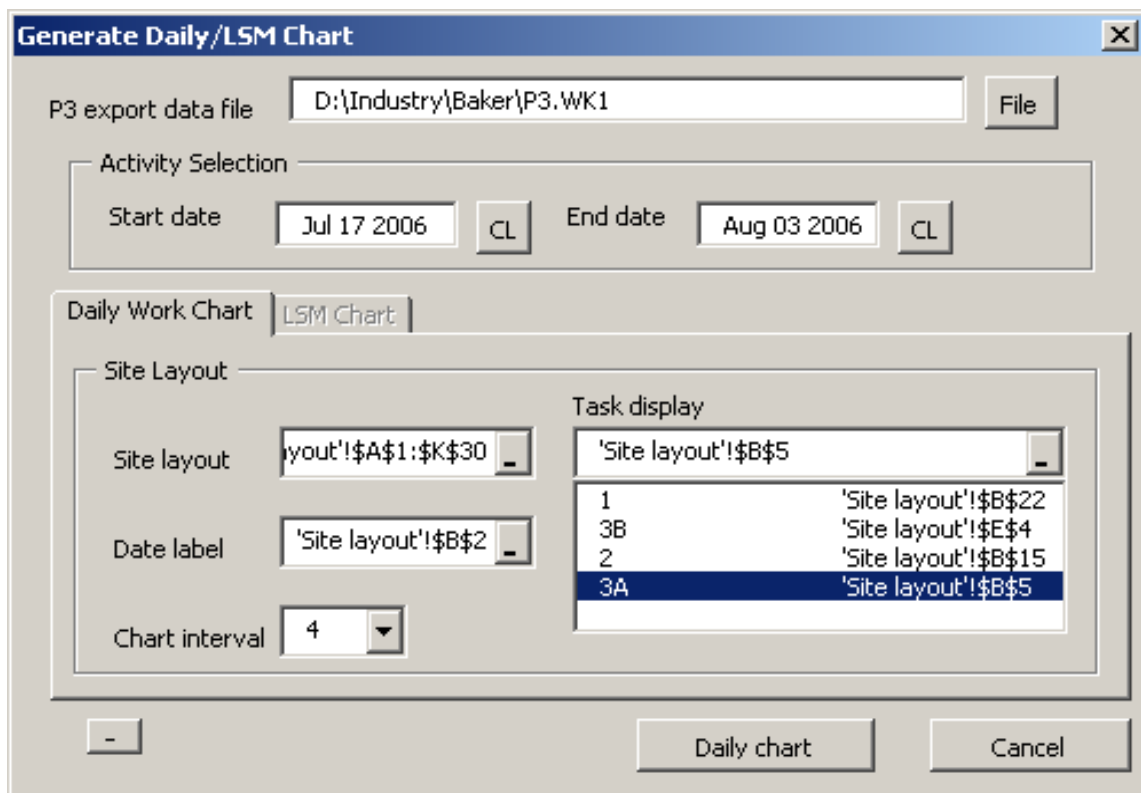 Generate Daily/LSM Chart
P3 export data file D:\Industry\Baker\P3.WK1 File
Activity Selection
Start date Jul 17 2006 CL End date Aug 03 2006 CL
Daily Work Chart LSM Chart
Site Layout
Task display
Site layout yout'!$A$1:$K$30 _ 'Site layout'!$B$5 _
1 'Site layout'!$B$22
3B 'Site layout'!$E$4
2 'Site layout'!$B$15
3A 'Site layout'!$B$5
Date label 'Site layout'!$B$2 _
Chart interval 4
- Daily chart Cancel